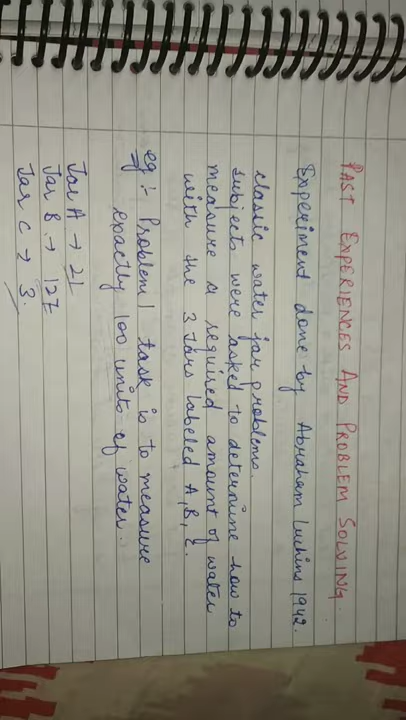 PAST EXPERIENCES AND PROBLEM SOLVING.
Experiment done by Abraham Luchins 1942.
classic water jar problems.
subjects were asked to determine how to
measure a required amount of water
with the 3 Jars labeled A, B, C.
eg :- Problem 1 task is to measure
exactly 100 units of water.
Jar A → 21
Jar B → 127
Jar C → 3.